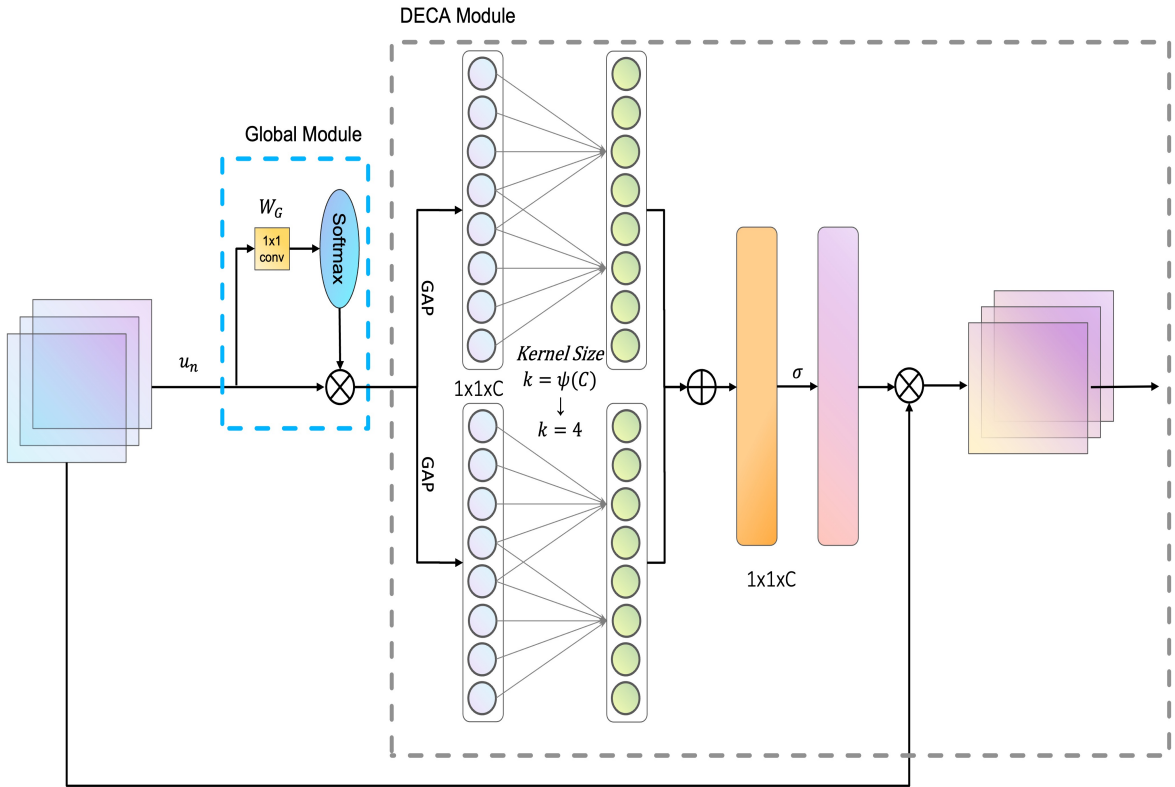 DECA Module
Global Module
W_G
1x1
conv
Softmax
u_n
GAP
GAP
1x1xC
Kernel Size
k = ψ(C)
↓
k = 4
σ
1x1xC